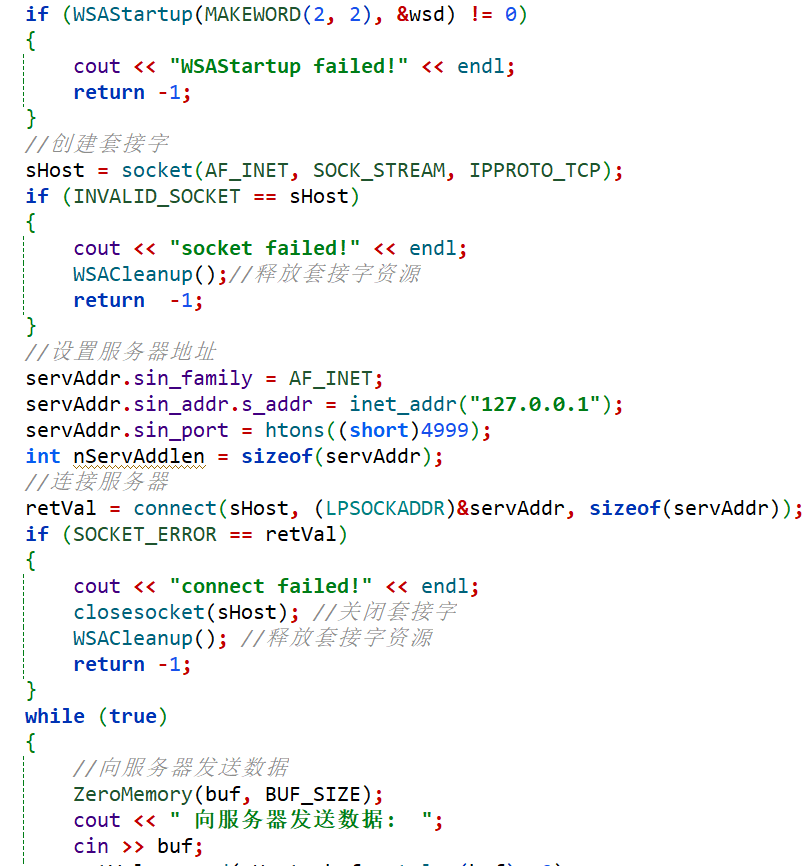 if (WSAStartup(MAKEWORD(2, 2), &wsd) != 0)
{
    cout << "WSAStartup failed!" << endl;
    return -1;
}
//创建套接字
sHost = socket(AF_INET, SOCK_STREAM, IPPROTO_TCP);
if (INVALID_SOCKET == sHost)
{
    cout << "socket failed!" << endl;
    WSACleanup();//释放套接字资源
    return  -1;
}
//设置服务器地址
servAddr.sin_family = AF_INET;
servAddr.sin_addr.s_addr = inet_addr("127.0.0.1");
servAddr.sin_port = htons((short)4999);
int nServAddlen = sizeof(servAddr);
//连接服务器
retVal = connect(sHost, (LPSOCKADDR)&servAddr, sizeof(servAddr));
if (SOCKET_ERROR == retVal)
{
    cout << "connect failed!" << endl;
    closesocket(sHost); //关闭套接字
    WSACleanup(); //释放套接字资源
    return -1;
}
while (true)
{
    //向服务器发送数据
    ZeroMemory(buf, BUF_SIZE);
    cout << " 向服务器发送数据:  ";
    cin >> buf;